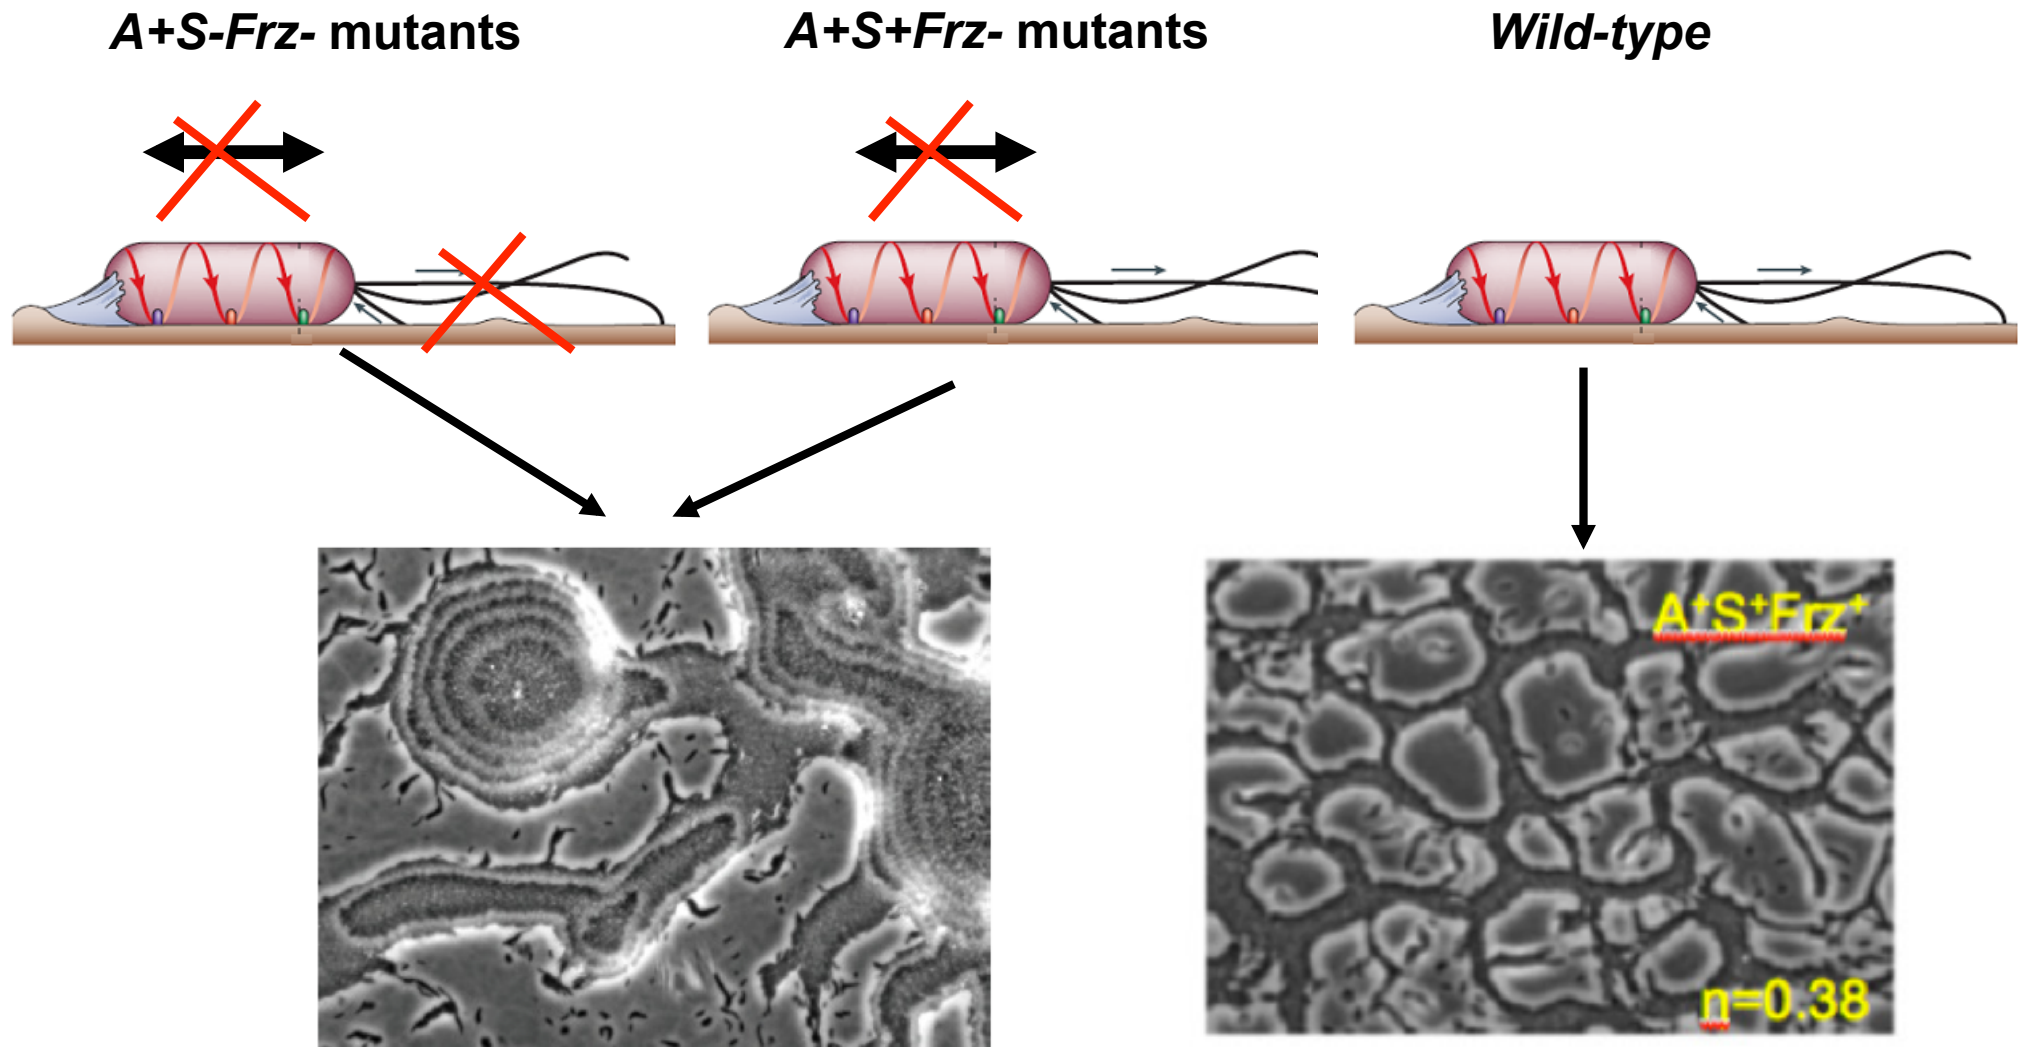 A+S-Frz- mutants
A+S+Frz- mutants
Wild-type
A⁺S⁺Frz⁺
n=0.38